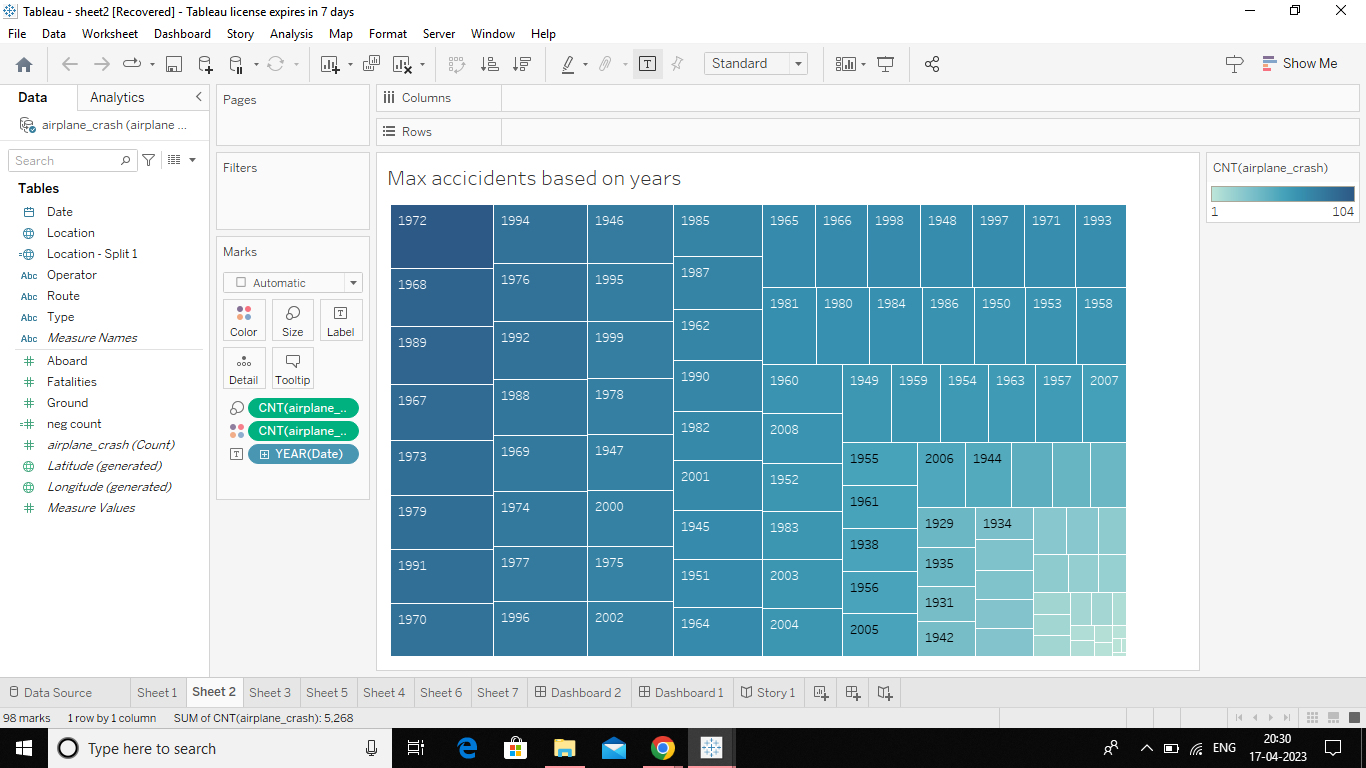 Tableau - sheet2 [Recovered] - Tableau license expires in 7 days
File Data Worksheet Dashboard Story Analysis Map Format Server Window Help
Standard
Show Me
Data Analytics
airplane_crash (airplane ...
Search
Tables
Date
Location
Location - Split 1
Abc Operator
Abc Route
Abc Type
Abc Measure Names
Aboard
Fatalities
Ground
neg count
airplane_crash (Count)
Latitude (generated)
Longitude (generated)
Measure Values
Pages
Filters
Marks
Automatic
Color Size Label
Detail Tooltip
CNT(airplane_..
CNT(airplane_..
YEAR(Date)
Columns
Rows
Max accicidents based on years
1972
1968
1989
1967
1973
1979
1991
1970
1994
1976
1992
1988
1969
1974
1977
1996
1946
1995
1999
1978
1947
2000
1975
2002
1985
1987
1962
1990
1982
2001
1945
1951
1964
1965 1966 1998 1948 1997 1971 1993
1981 1980 1984 1986 1950 1953 1958
1960
2008
1952
1983
2003
2004
1949 1959 1954 1963 1957 2007
1955
1961
1938
1956
2005
2006 1944
1929 1934
1935
1931
1942
CNT(airplane_crash)
1 104
Data Source Sheet 1 Sheet 2 Sheet 3 Sheet 5 Sheet 4 Sheet 6 Sheet 7 Dashboard 2 Dashboard 1 Story 1
98 marks 1 row by 1 column SUM of CNT(airplane_crash): 5,268
Type here to search
ENG
20:30
17-04-2023